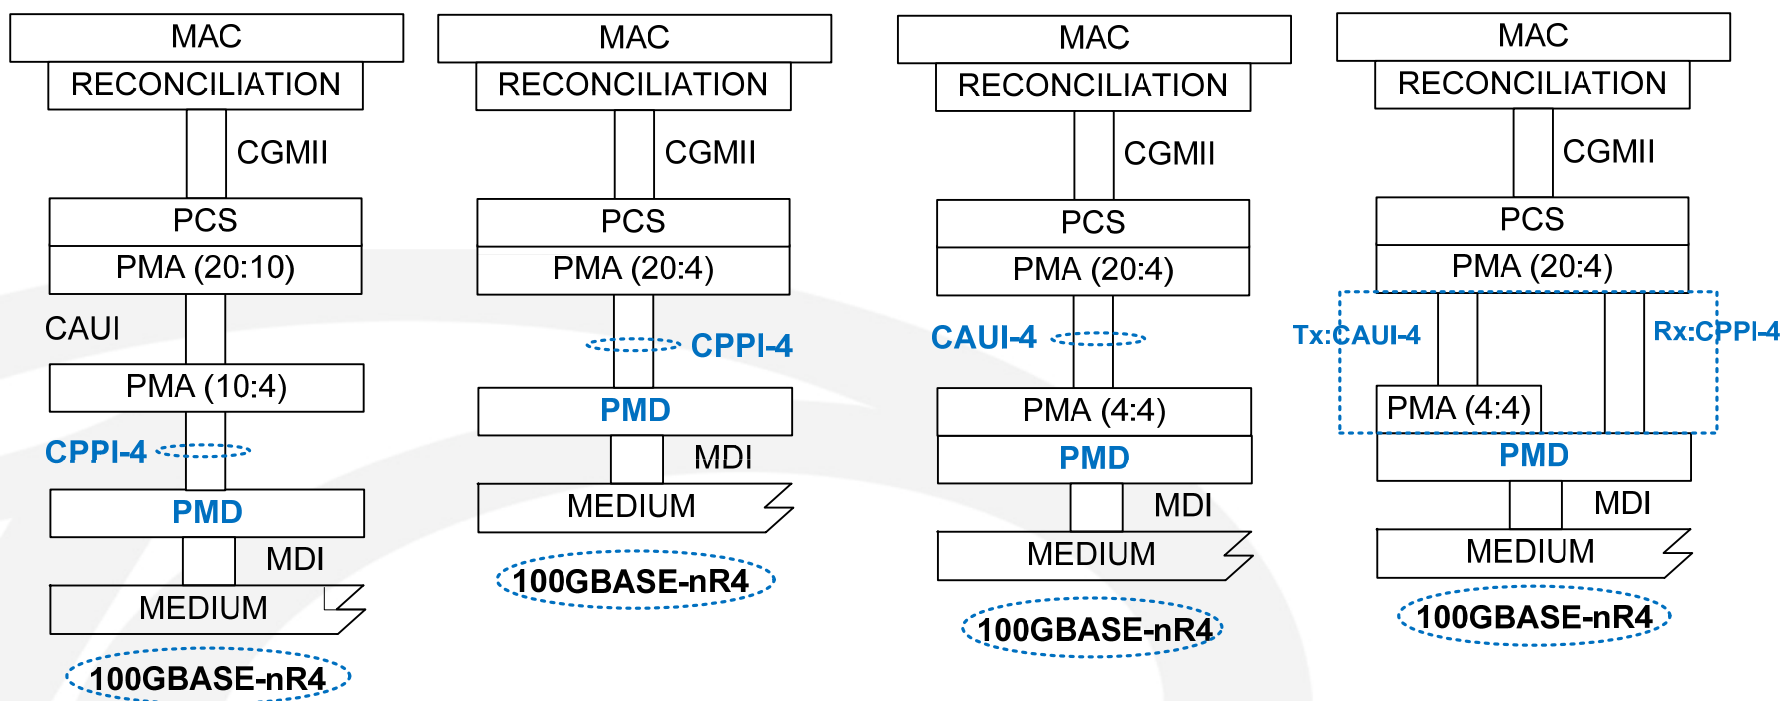 MAC
RECONCILIATION
CGMII
PCS
PMA (20:10)
CAUI
PMA (10:4)
CPPI-4
PMD
MDI
MEDIUM
100GBASE-nR4
MAC
RECONCILIATION
CGMII
PCS
PMA (20:4)
CPPI-4
PMD
MDI
MEDIUM
100GBASE-nR4
MAC
RECONCILIATION
CGMII
PCS
PMA (20:4)
CAUI-4
PMA (4:4)
PMD
MDI
MEDIUM
100GBASE-nR4
MAC
RECONCILIATION
CGMII
PCS
PMA (20:4)
Tx:CAUI-4
Rx:CPPI-4
PMA (4:4)
PMD
MDI
MEDIUM
100GBASE-nR4